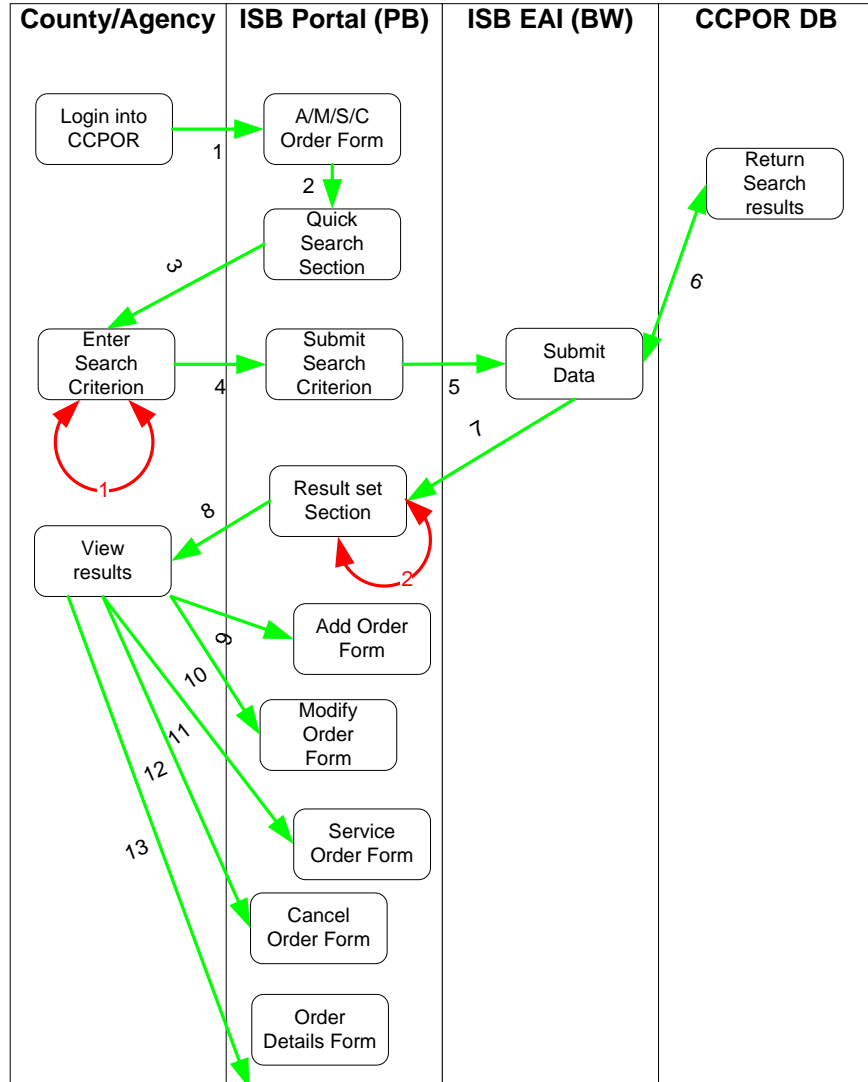 County/Agency
ISB Portal (PB)
ISB EAI (BW)
CCPOR DB
Login into
CCPOR
1
A/M/S/C
Order Form
Return
Search
results
2
Quick
Search
Section
3
6
Enter
Search
Criterion
4
Submit
Search
Criterion
5
Submit
Data
7
1
Result set
Section
8
2
View
results
9
Add Order
Form
10
Modify
Order
Form
11
12
Service
Order Form
13
Cancel
Order Form
Order
Details Form